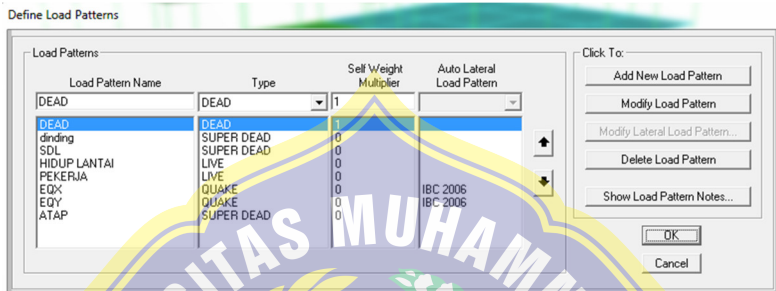 Define Load Patterns
Load Patterns
Click To:
Load Pattern Name Type Self Weight Multiplier Auto Lateral Load Pattern
DEAD DEAD 1
DEAD DEAD 1
dinding SUPER DEAD 0
SDL SUPER DEAD 0
HIDUP LANTAI LIVE 0
PEKERJA LIVE 0
EQX QUAKE 0 IBC 2006
EQY QUAKE 0 IBC 2006
ATAP SUPER DEAD 0
Add New Load Pattern
Modify Load Pattern
Modify Lateral Load Pattern...
Delete Load Pattern
Show Load Pattern Notes...
OK
Cancel
ITAS MUHAM